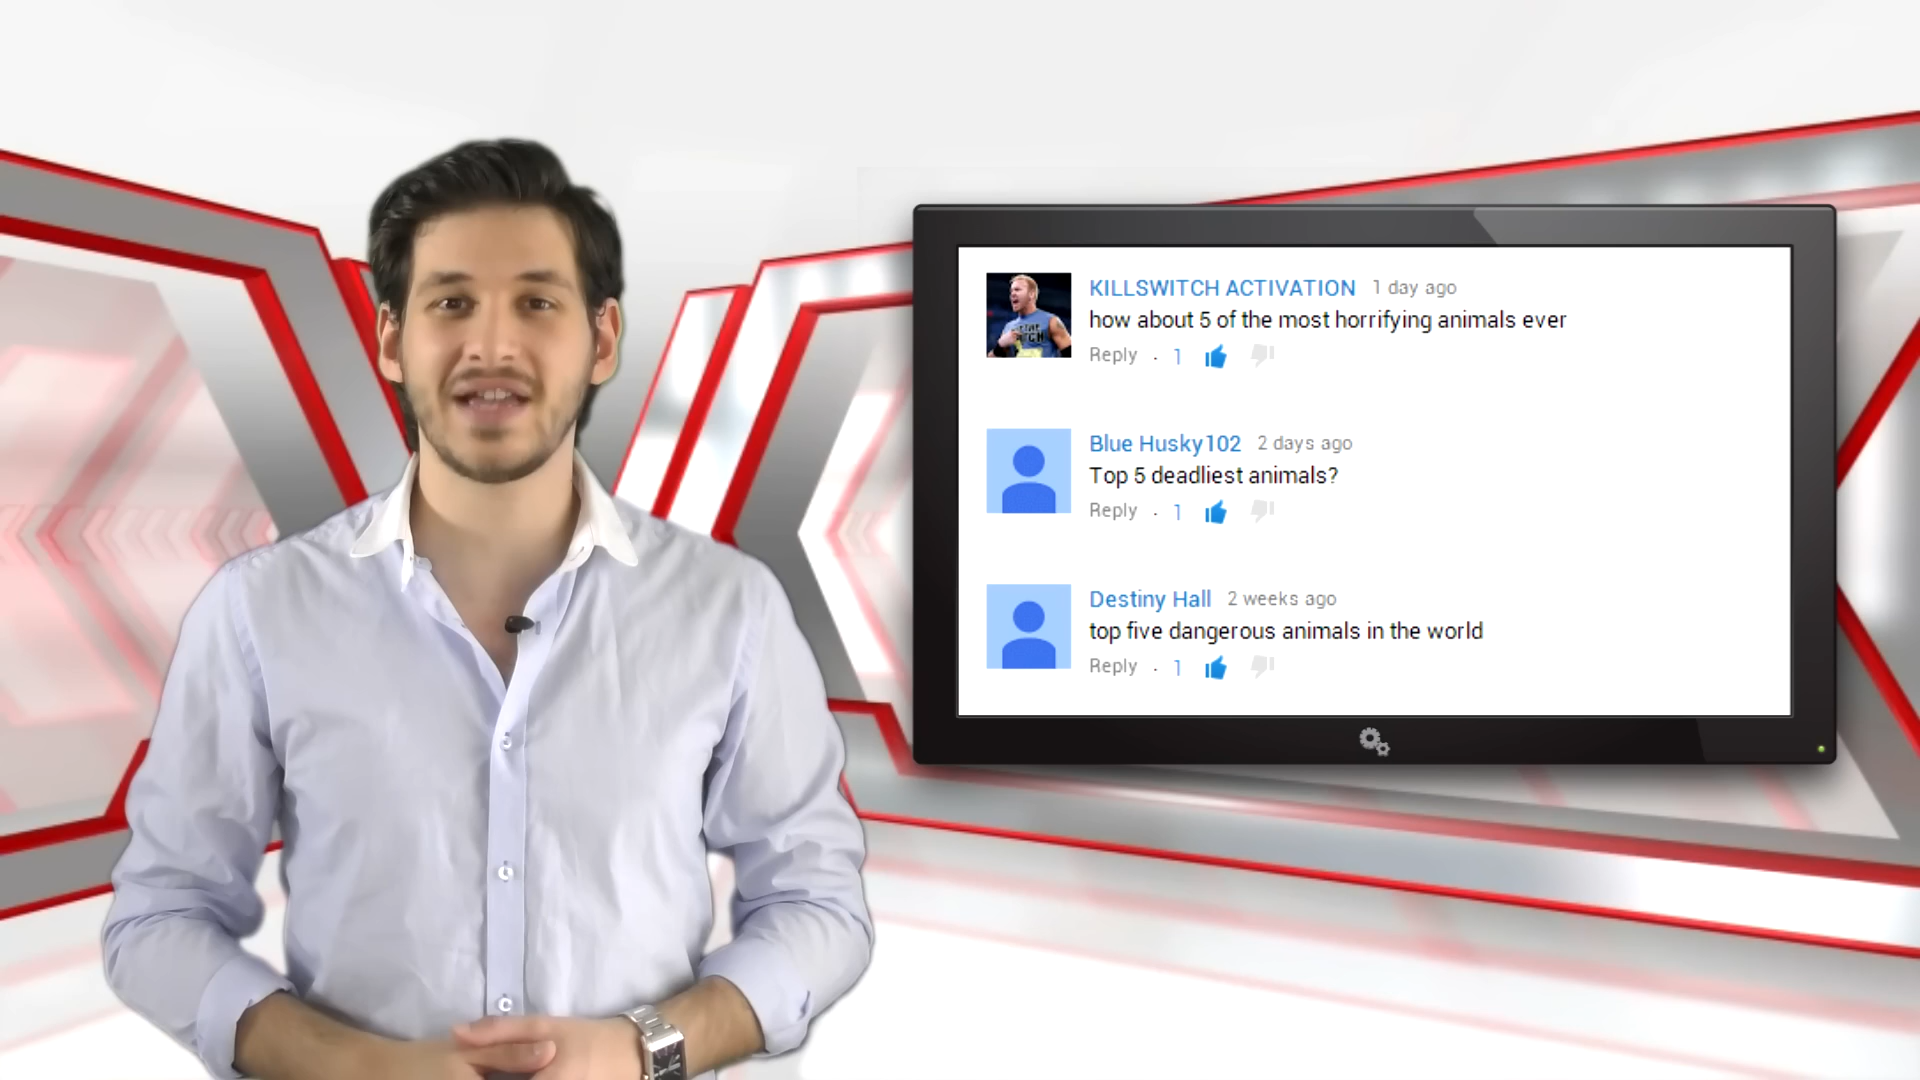 KILLSWITCH ACTIVATION 1 day ago
how about 5 of the most horrifying animals ever
Reply . 1
Blue Husky102 2 days ago
Top 5 deadliest animals?
Reply . 1
Destiny Hall 2 weeks ago
top five dangerous animals in the world
Reply . 1